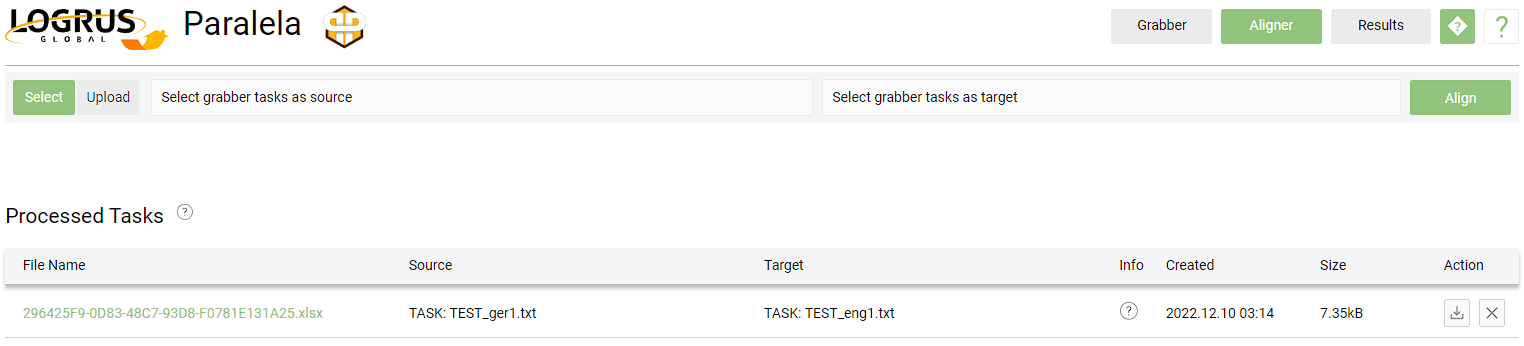 LOGRUS
GLOBAL
Paralela
Grabber
Aligner
Results
?
?
Select
Upload
Select grabber tasks as source
Select grabber tasks as target
Align
Processed Tasks ?
File Name Source Target Info Created Size Action
296425F9-0D83-48C7-93D8-F0781E131A25.xlsx TASK: TEST_ger1.txt TASK: TEST_eng1.txt ? 2022.12.10 03:14 7.35kB